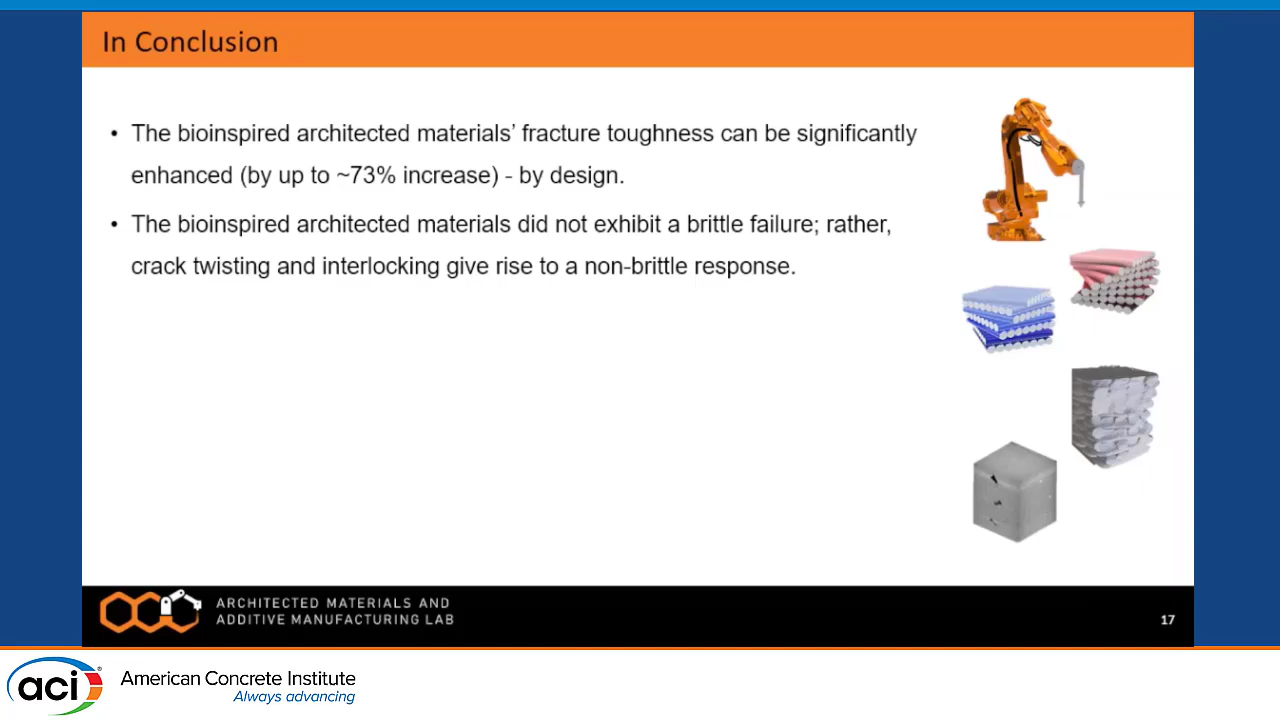 In Conclusion
• The bioinspired architected materials’ fracture toughness can be significantly
enhanced (by up to ~73% increase) - by design.
• The bioinspired architected materials did not exhibit a brittle failure; rather,
crack twisting and interlocking give rise to a non-brittle response.
ARCHITECTED MATERIALS AND
ADDITIVE MANUFACTURING LAB
17
aci®
American Concrete Institute
Always advancing